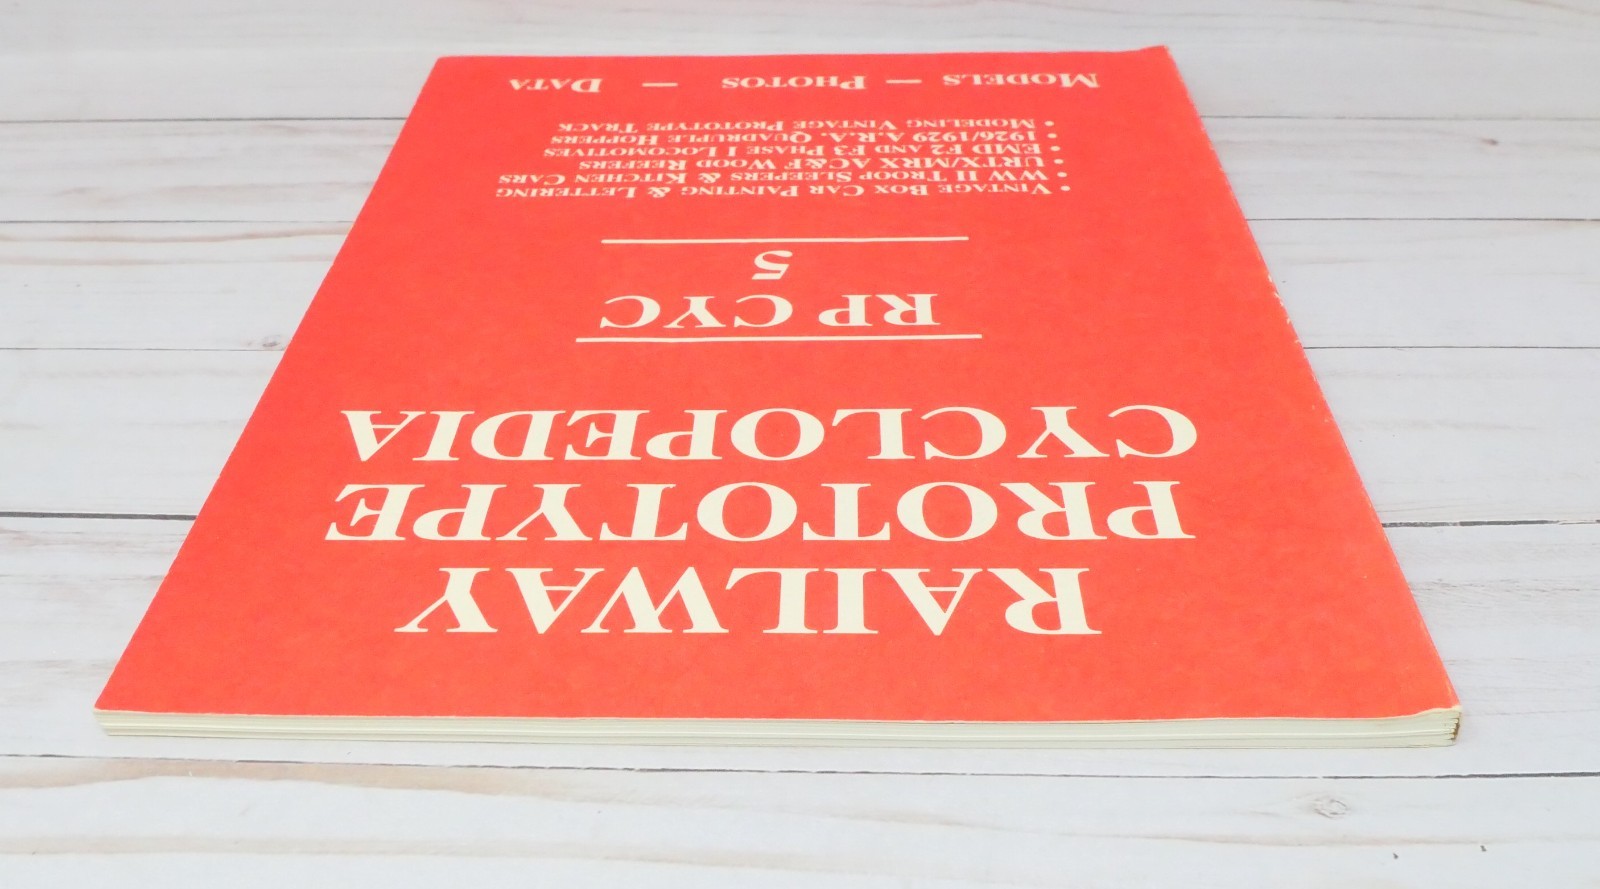 RAILWAY
PROTOTYPE
CYCLOPEDIA
RP CYC
5
• VINTAGE BOX CAR PAINTING & LETTERING
• WW II TROOP SLEEPERS & KITCHEN CARS
• URTX/MRX AC&F WOOD REEFERS
• EMD F2 AND F3 PHASE I LOCOMOTIVES
• 1926/1929 A.R.A. QUADRUPLE HOPPERS
• MODELING VINTAGE PROTOTYPE TRACK
MODELS — PHOTOS — DATA